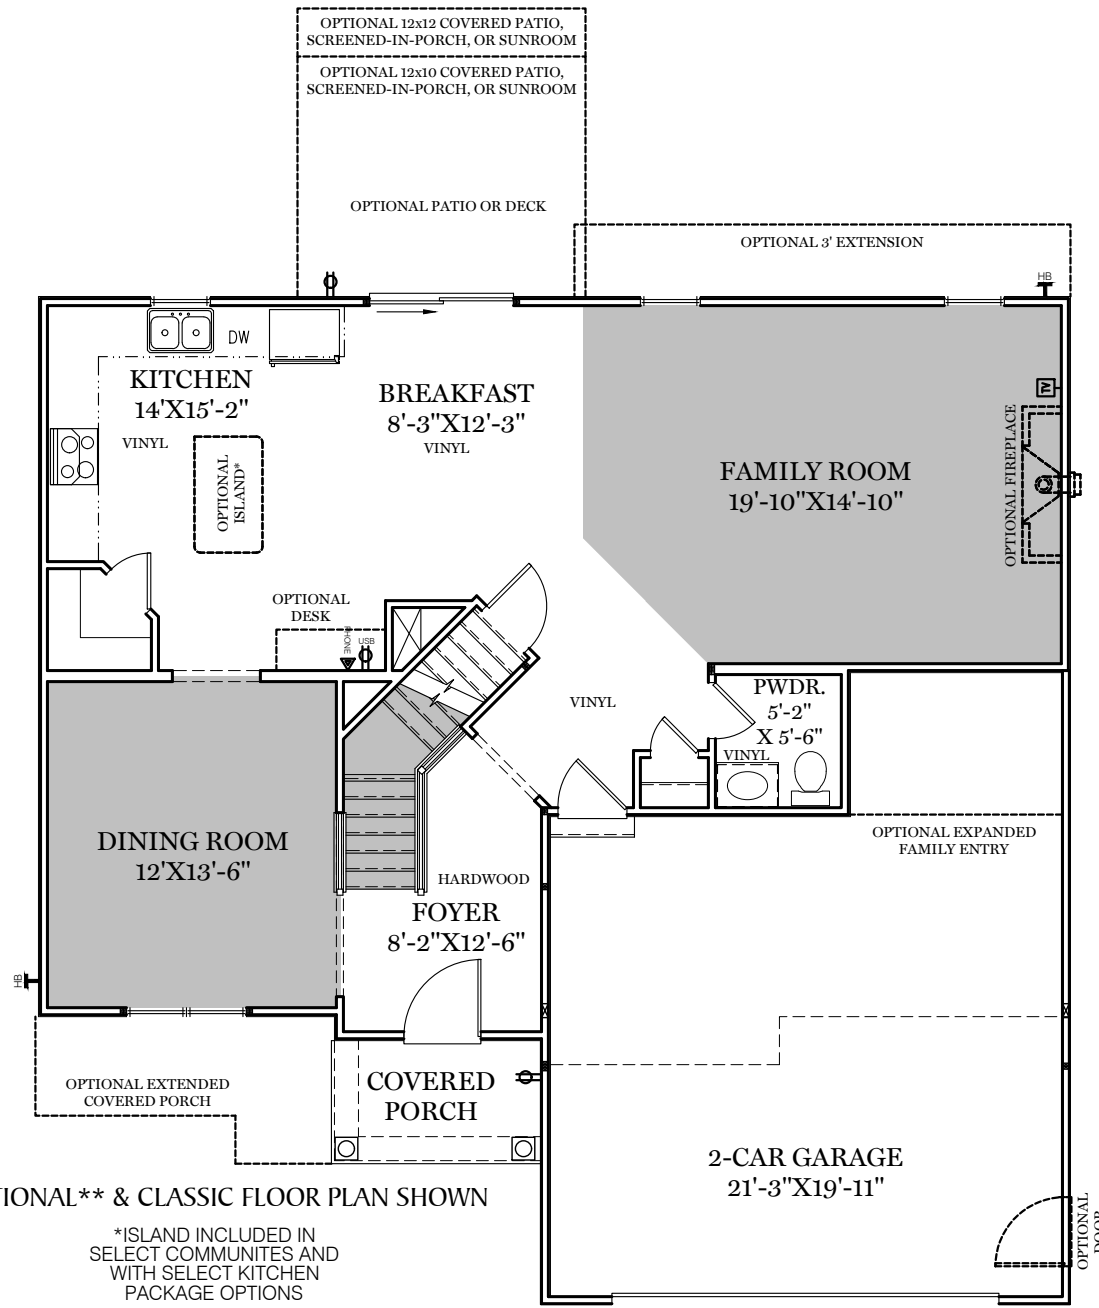 OPTIONAL 12x12 COVERED PATIO,
SCREENED-IN-PORCH, OR SUNROOM
OPTIONAL 12x10 COVERED PATIO,
SCREENED-IN-PORCH, OR SUNROOM
OPTIONAL PATIO OR DECK
OPTIONAL 3' EXTENSION
HB
DW
KITCHEN
14'X15'-2"
VINYL
OPTIONAL
ISLAND*
BREAKFAST
8'-3"X12'-3"
VINYL
FAMILY ROOM
19'-10"X14'-10"
TV
OPTIONAL FIREPLACE
OPTIONAL
DESK
PHONE
USB
VINYL
PWDR.
5'-2"
X 5'-6"
VINYL
DINING ROOM
12'X13'-6"
OPTIONAL EXPANDED
FAMILY ENTRY
HARDWOOD
FOYER
8'-2"X12'-6"
HB
OPTIONAL EXTENDED
COVERED PORCH
COVERED
PORCH
2-CAR GARAGE
21'-3"X19'-11"
OPTIONAL
DOOR
TIONAL** & CLASSIC FLOOR PLAN SHOWN
*ISLAND INCLUDED IN
SELECT COMMUNITES AND
WITH SELECT KITCHEN
PACKAGE OPTIONS